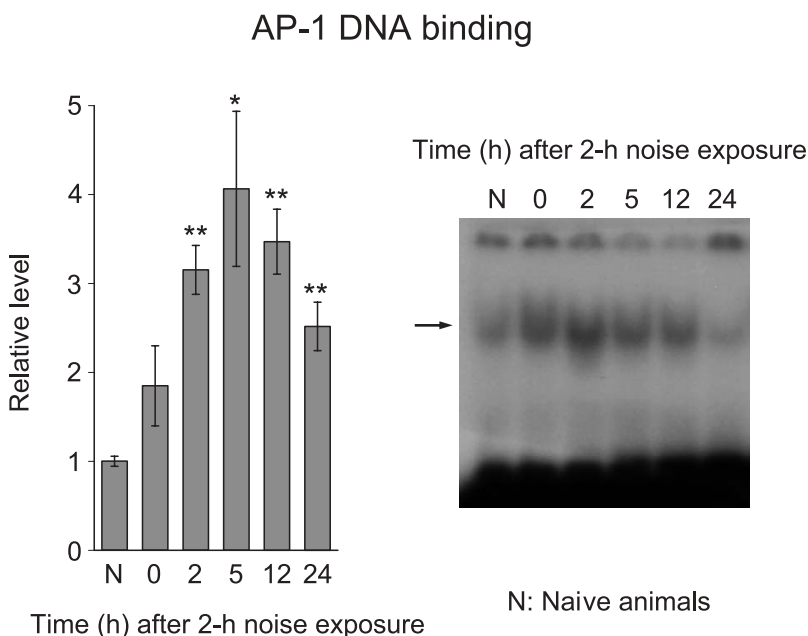 AP-1 DNA binding
5
4
3
2
1
0
Relative level
*
**
**
**
N 0 2 5 12 24
Time (h) after 2-h noise exposure
Time (h) after 2-h noise exposure
N 0 2 5 12 24
N: Naive animals